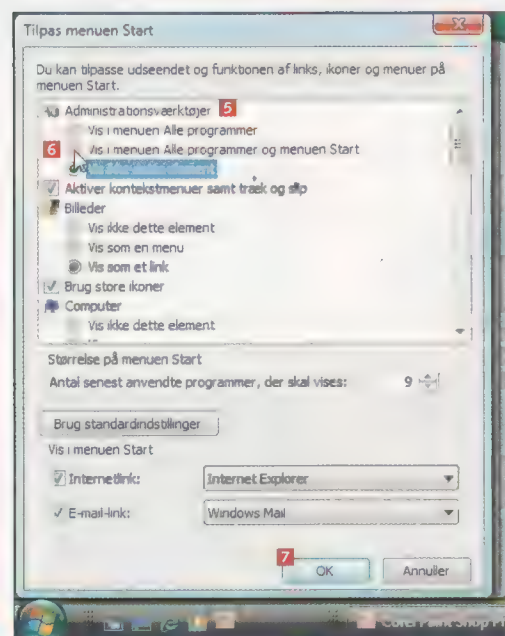 Tilpas menuen Start
Du kan tilpasse udseendet og funktionen af links, ikoner og menuer på
menuen Start.
Administrationsværktøjer 5
Vis i menuen Alle programmer
6 Vis i menuen Alle programmer og menuen Start
Aktiver kontekstmenuer samt træk og slip
Billeder
Vis ikke dette element
Vis som en menu
Vis som et link
Brug store ikoner
Computer
Vis ikke dette element
Størrelse på menuen Start
Antal senest anvendte programmer, der skal vises: 9
Brug standardindstillinger
Vis i menuen Start
Internetlink: Internet Explorer
E-mail-link: Windows Mail
7
OK Annuller
Corel Paint Shop